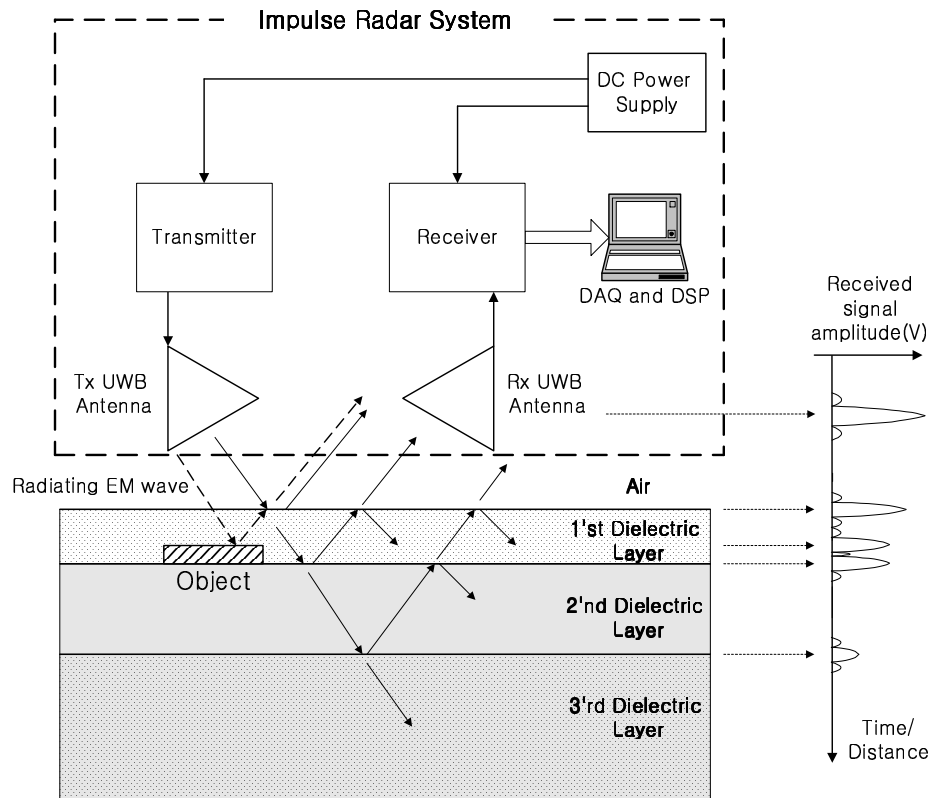 Impulse Radar System
DC Power
Supply
Transmitter
Receiver
DAQ and DSP
Tx UWB
Antenna
Rx UWB
Antenna
Received
signal
amplitude(V)
Radiating EM wave
Air
1'st Dielectric
Layer
Object
2'nd Dielectric
Layer
3'rd Dielectric
Layer
Time/
Distance